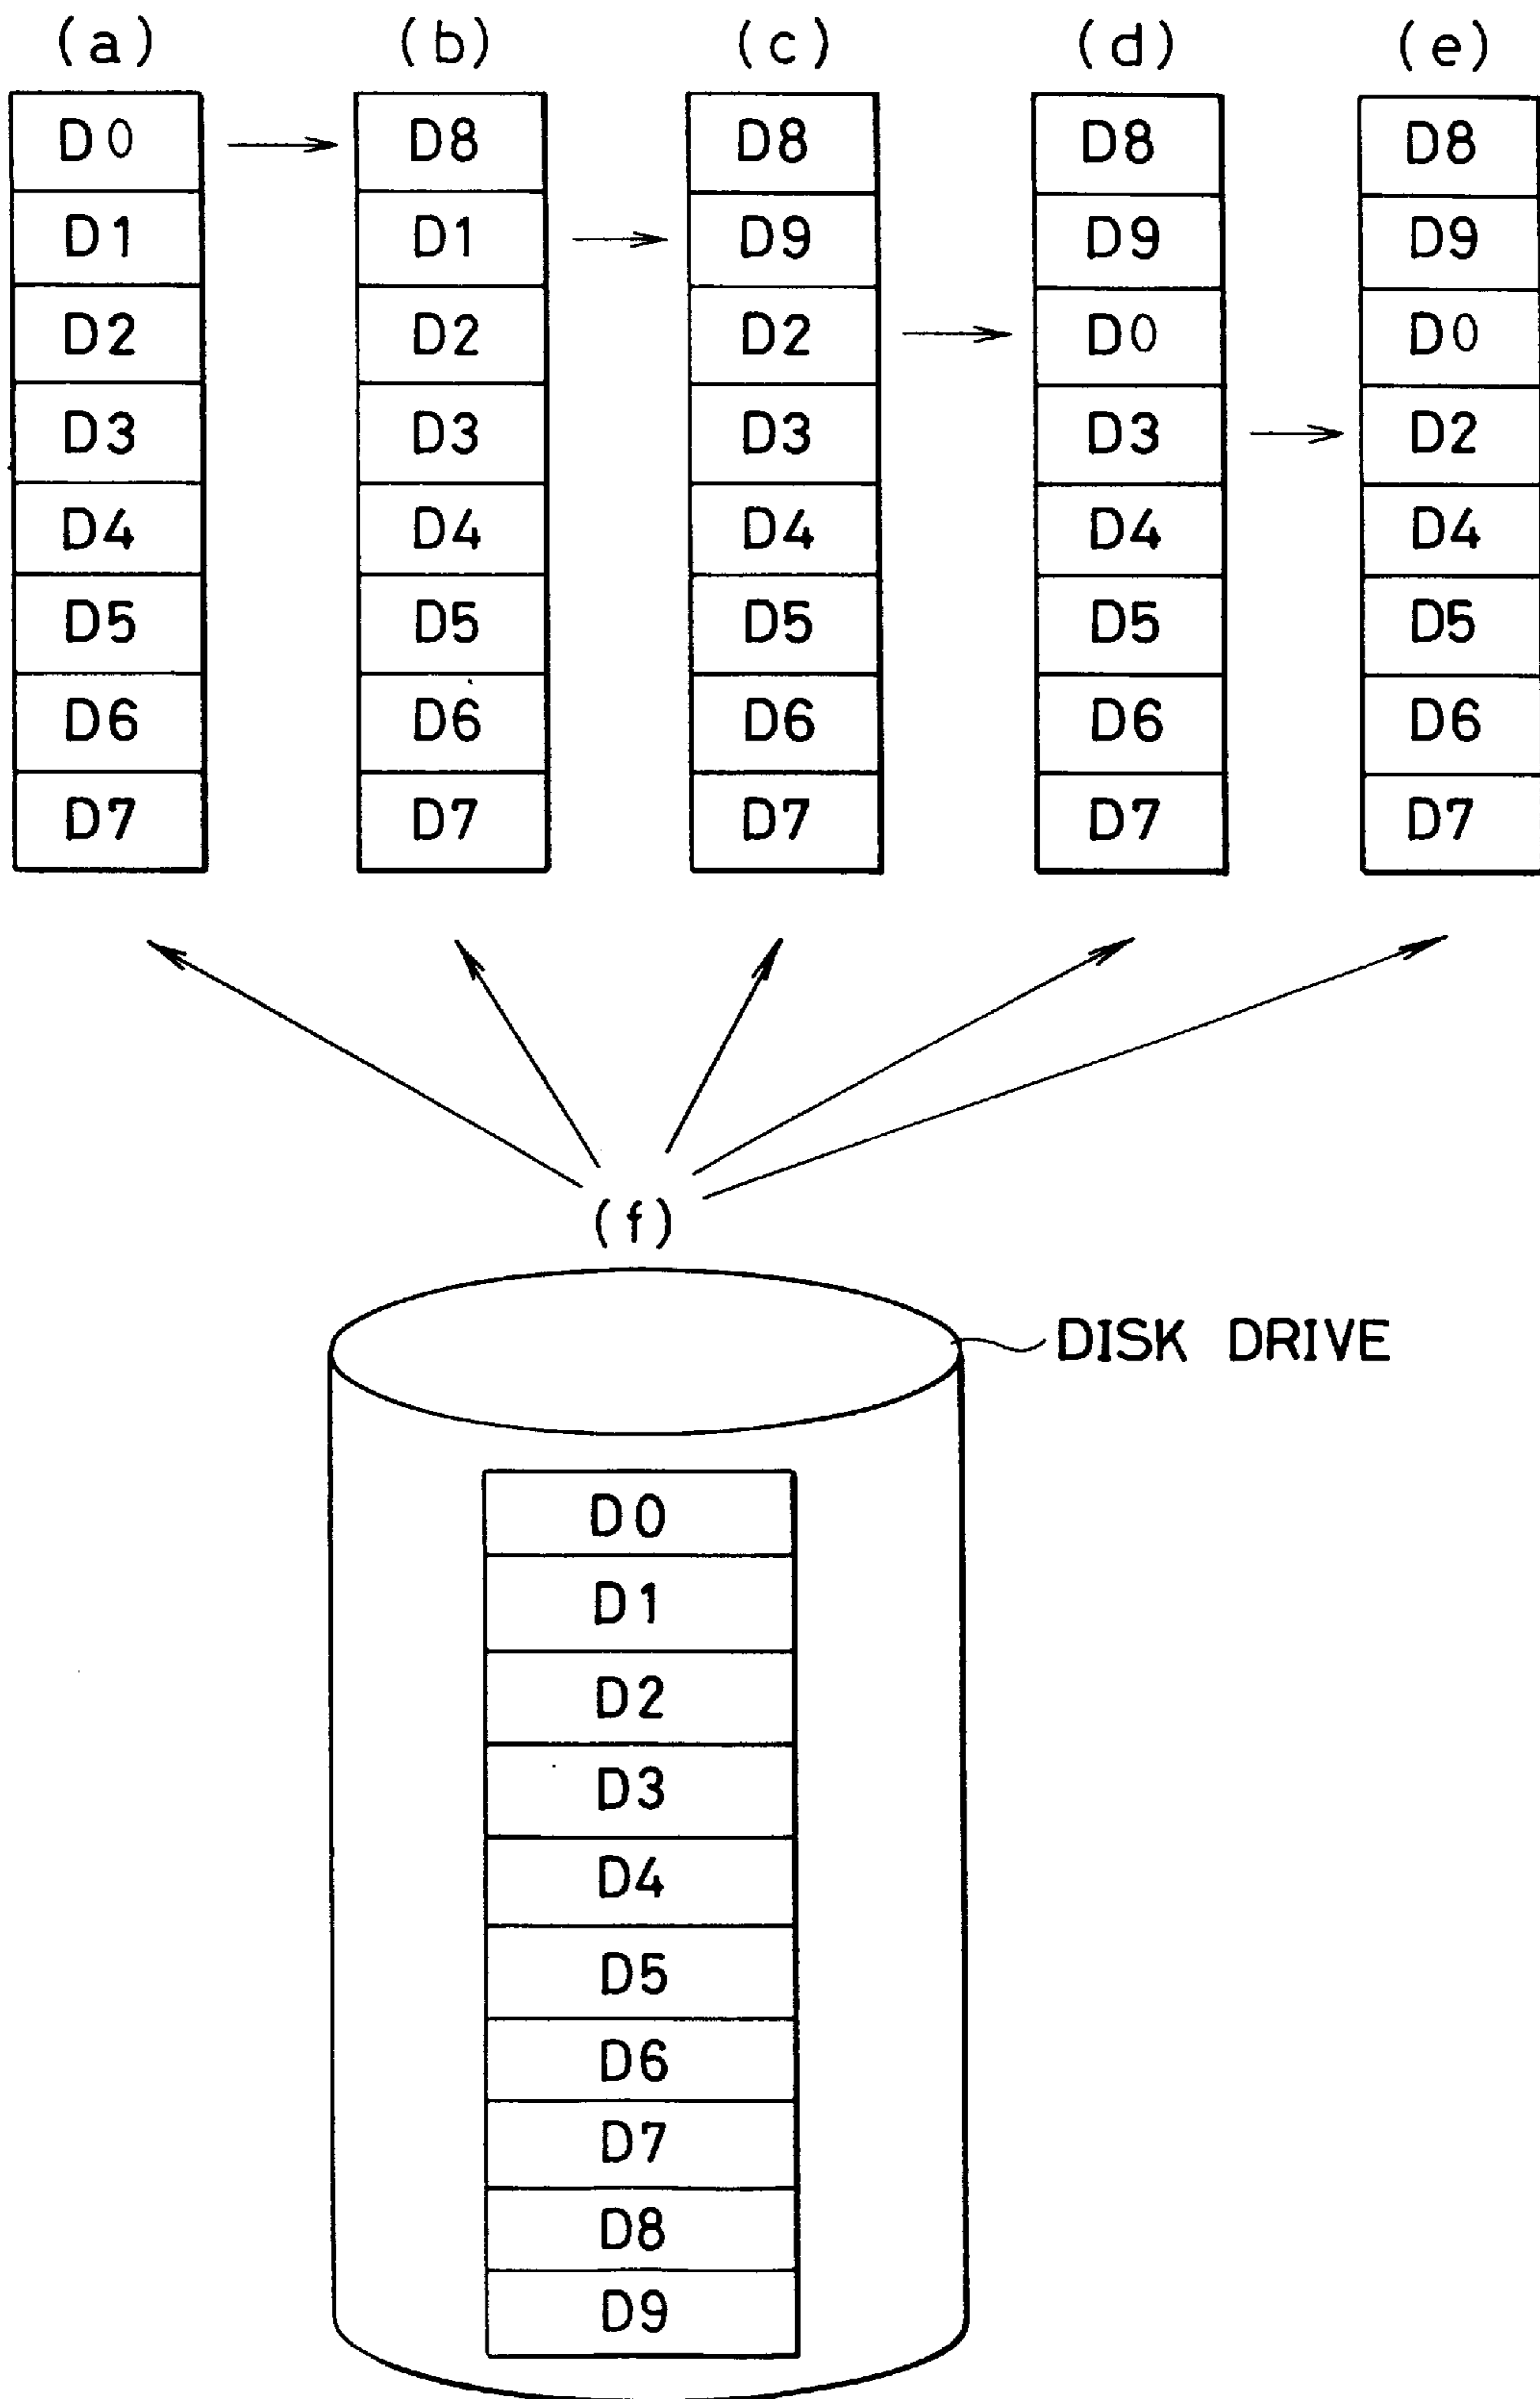 (a) (b) (c) (d) (e)
D0 D8 D8 D8 D8
D1 D1 D9 D9 D9
D2 D2 D2 D0 D0
D3 D3 D3 D3 D2
D4 D4 D4 D4 D4
D5 D5 D5 D5 D5
D6 D6 D6 D6 D6
D7 D7 D7 D7 D7
(f)
DISK DRIVE
D0
D1
D2
D3
D4
D5
D6
D7
D8
D9